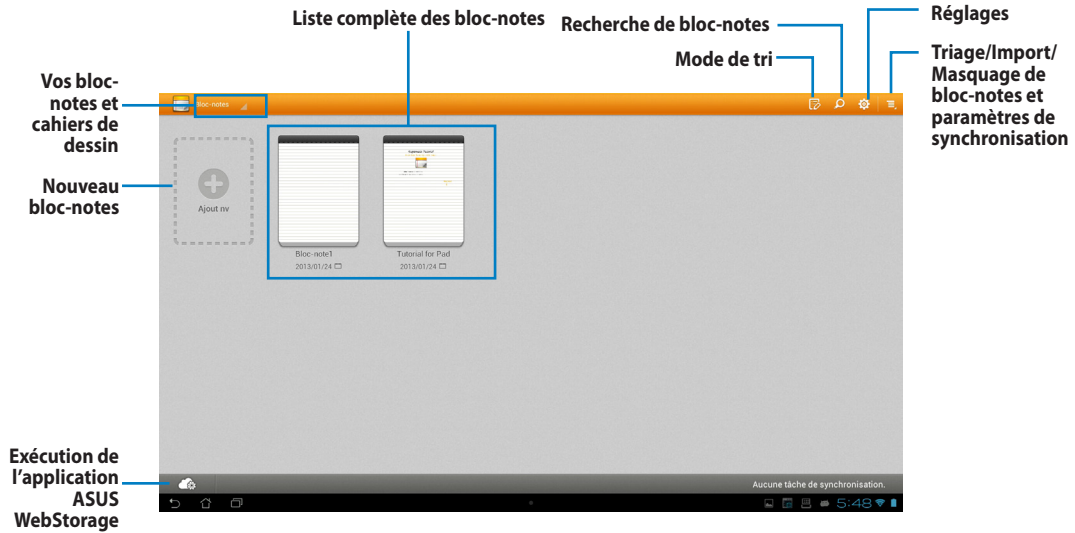 Liste complète des bloc-notes
Recherche de bloc-notes
Mode de tri
Réglages
Triage/Import/
Masquage de
bloc-notes et
paramètres de
synchronisation
Vos bloc-
notes et
cahiers de
dessin
Bloc-notes
Nouveau
bloc-notes
Ajout nv
Bloc-note1
2013/01/24
Tutorial for Pad
2013/01/24
Exécution de
l'application
ASUS
WebStorage
Aucune tâche de synchronisation.
5:48